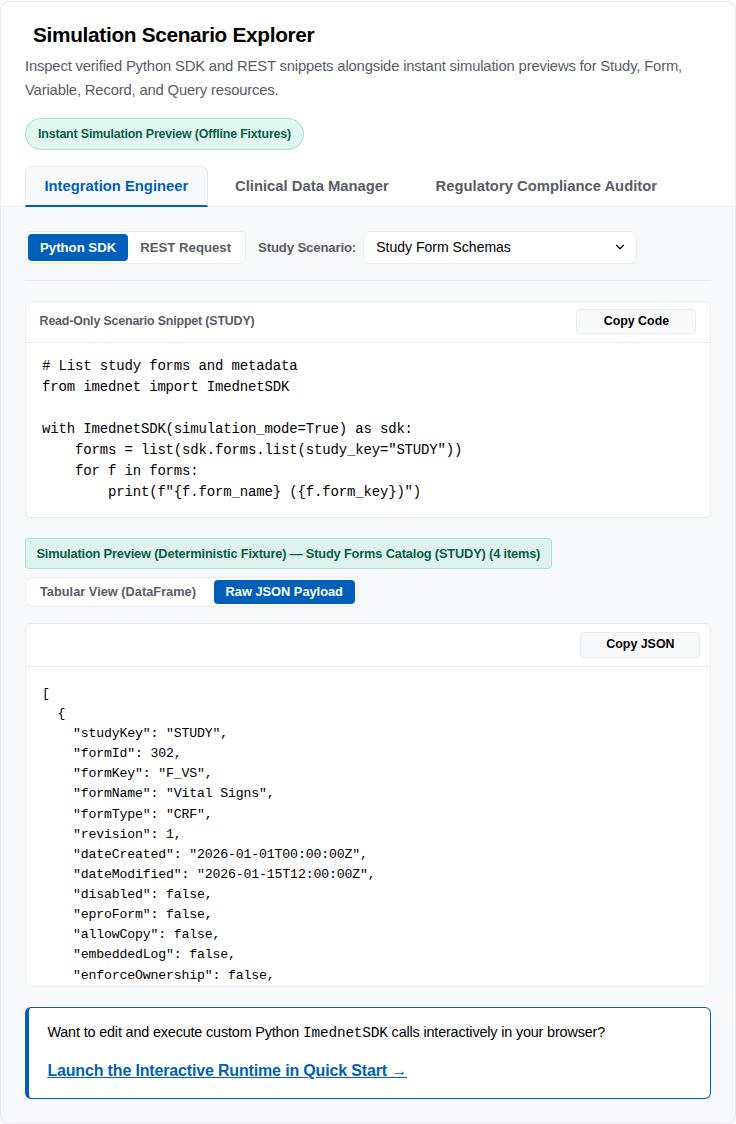 Simulation Scenario Explorer
Inspect verified Python SDK and REST snippets alongside instant simulation previews for Study, Form,
Variable, Record, and Query resources.
Instant Simulation Preview (Offline Fixtures)
Integration Engineer
Clinical Data Manager
Regulatory Compliance Auditor
Python SDK
REST Request
Study Scenario:
Study Form Schemas
Read-Only Scenario Snippet (STUDY)
Copy Code
# List study forms and metadata
from imednet import ImednetSDK

with ImednetSDK(simulation_mode=True) as sdk:
    forms = list(sdk.forms.list(study_key="STUDY"))
    for f in forms:
        print(f"{f.form_name} ({f.form_key})")
Simulation Preview (Deterministic Fixture) — Study Forms Catalog (STUDY) (4 items)
Tabular View (DataFrame)
Raw JSON Payload
Copy JSON
[
  {
    "studyKey": "STUDY",
    "formId": 302,
    "formKey": "F_VS",
    "formName": "Vital Signs",
    "formType": "CRF",
    "revision": 1,
    "dateCreated": "2026-01-01T00:00:00Z",
    "dateModified": "2026-01-15T12:00:00Z",
    "disabled": false,
    "eproForm": false,
    "allowCopy": false,
    "embeddedLog": false,
    "enforceOwnership": false,
Want to edit and execute custom Python ImednetSDK calls interactively in your browser?
Launch the Interactive Runtime in Quick Start →